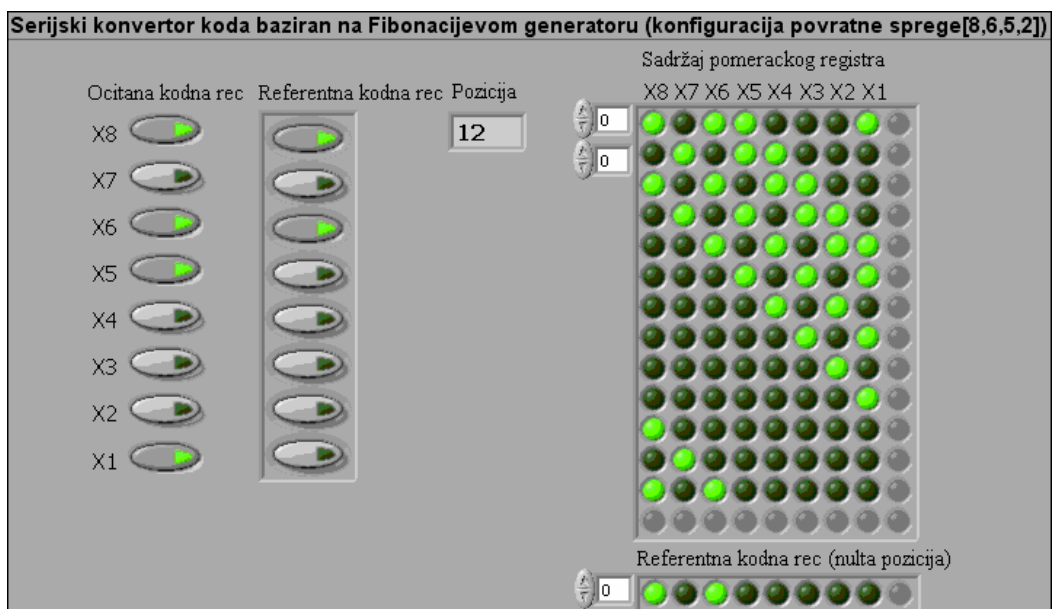 Serijski konvertor koda baziran na Fibonacijevom generatoru (konfiguracija povratne sprege[8,6,5,2])
Sadržaj pomerackog registra
Ocitana kodna rec Referentna kodna rec Pozicija
X8 X7 X6 X5 X4 X3 X2 X1
X8
12
0
0
X7
X6
X5
X4
X3
X2
X1
Referentna kodna rec (nulta pozicija)
0